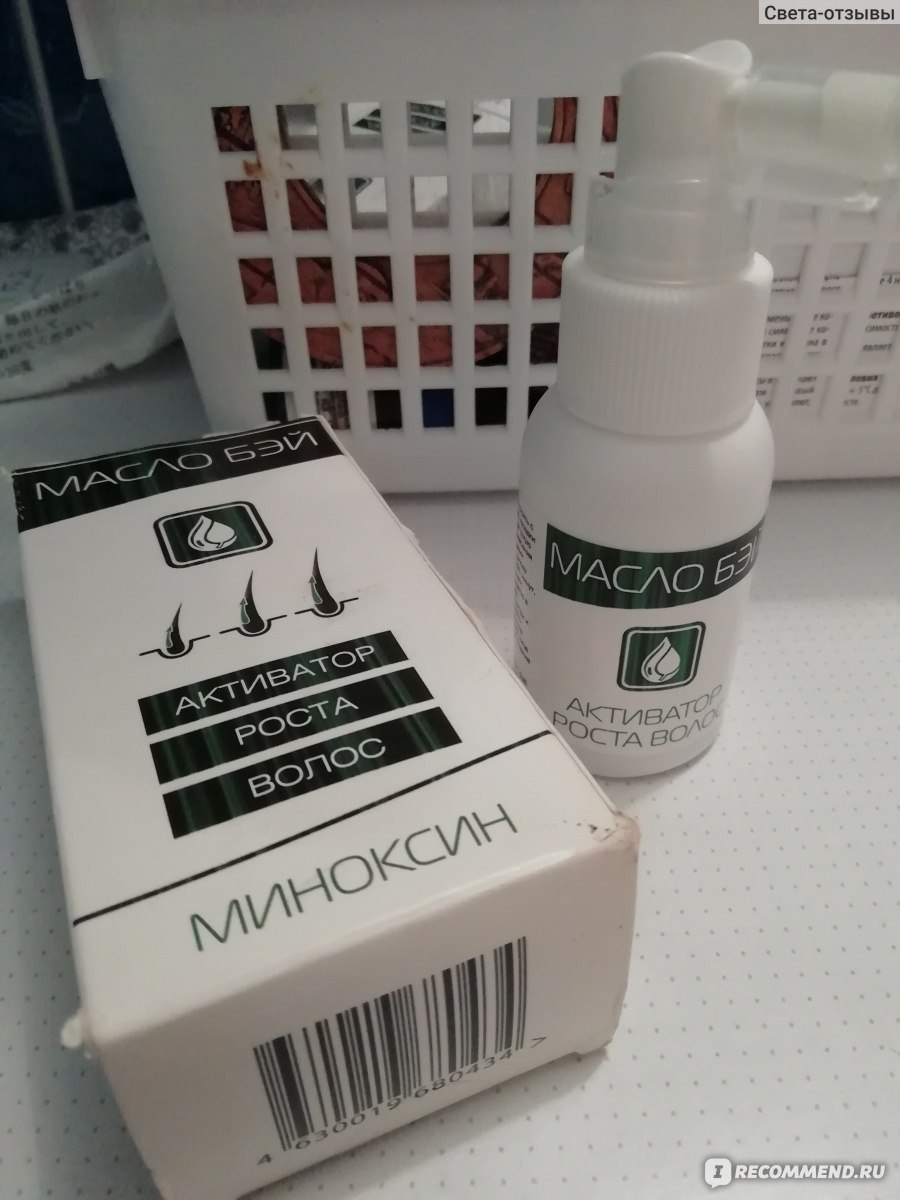 Света-отзывы
МАСЛО БЭЙ
АКТИВАТОР
РОСТА
ВОЛОС
МИНОКСИН
4 630019 680434 7
МАСЛО БЭЙ
АКТИВАТОР
РОСТА ВОЛОС
IRECOMMEND.RU